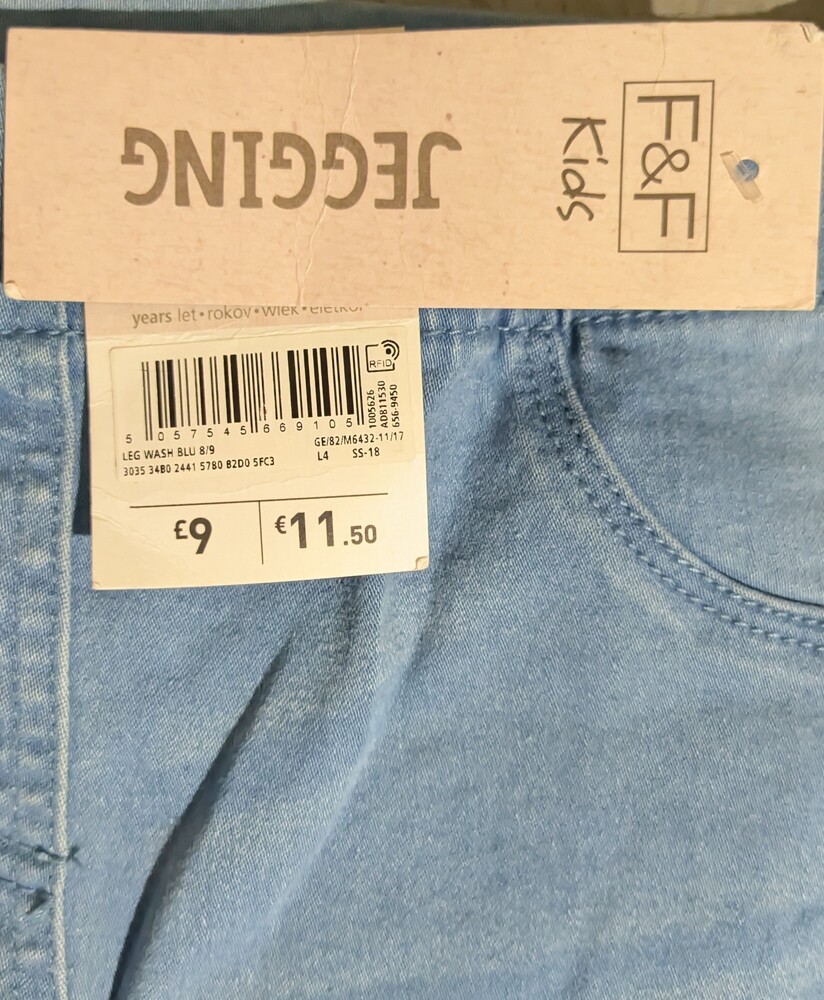 JEGGING
F&F
Kids
years let • rokov • wiek •
RFID
5 057545 669105
1005626
AD811530
656-9450
LEG WASH BLU 8/9
GE/82/M6432-11/17
3035 34B0 2441 5780 B2D0 5FC3
L4 SS-18
£9 €11.50